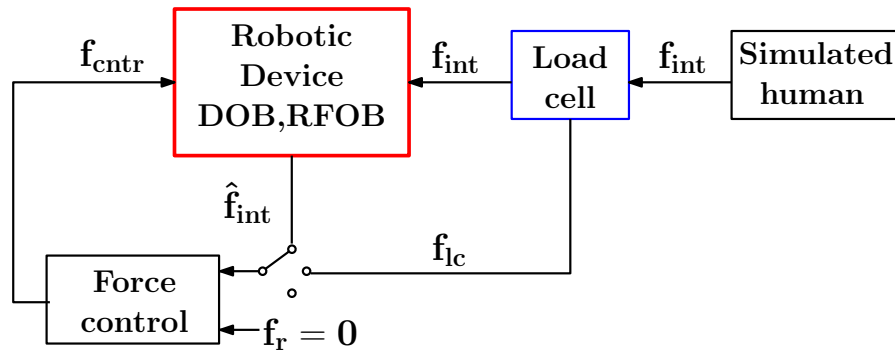 Robotic
Device
DOB,RFOB
f_cntr
f_int
Load
cell
f_int
Simulated
human
f̂_int
f_lc
Force
control
f_r = 0